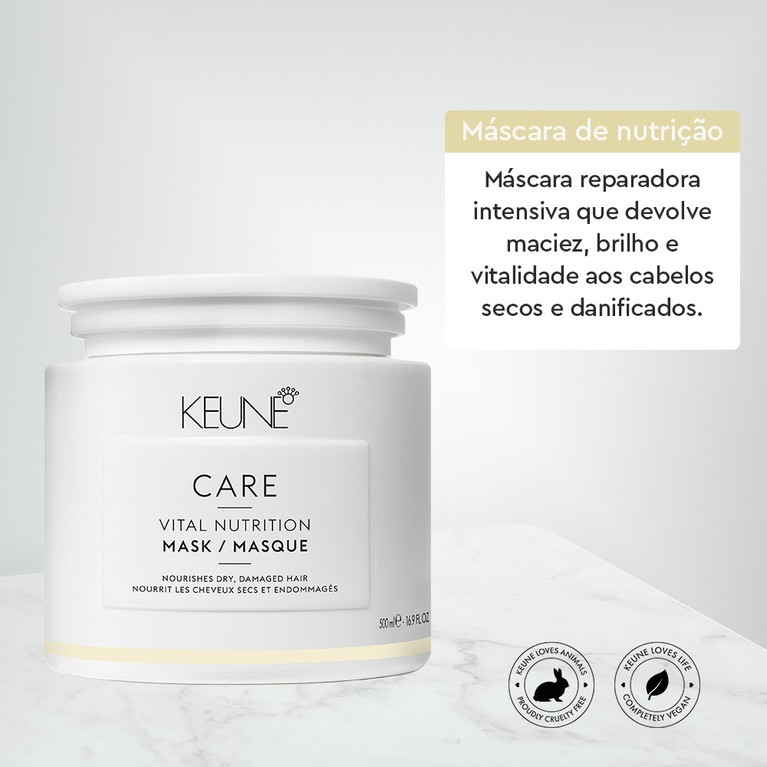 Máscara de nutrição
Máscara reparadora
intensiva que devolve
maciez, brilho e
vitalidade aos cabelos
secos e danificados.
KEUNE
CARE
VITAL NUTRITION
MASK / MASQUE
NOURISHES DRY, DAMAGED HAIR
NOURRIT LES CHEVEUX SECS ET ENDOMMAGÉS
500 ml ℮ - 16.9 FL.OZ.
KEUNE LOVES ANIMALS
PROUDLY CRUELTY FREE
KEUNE LOVES LIFE
COMPLETELY VEGAN